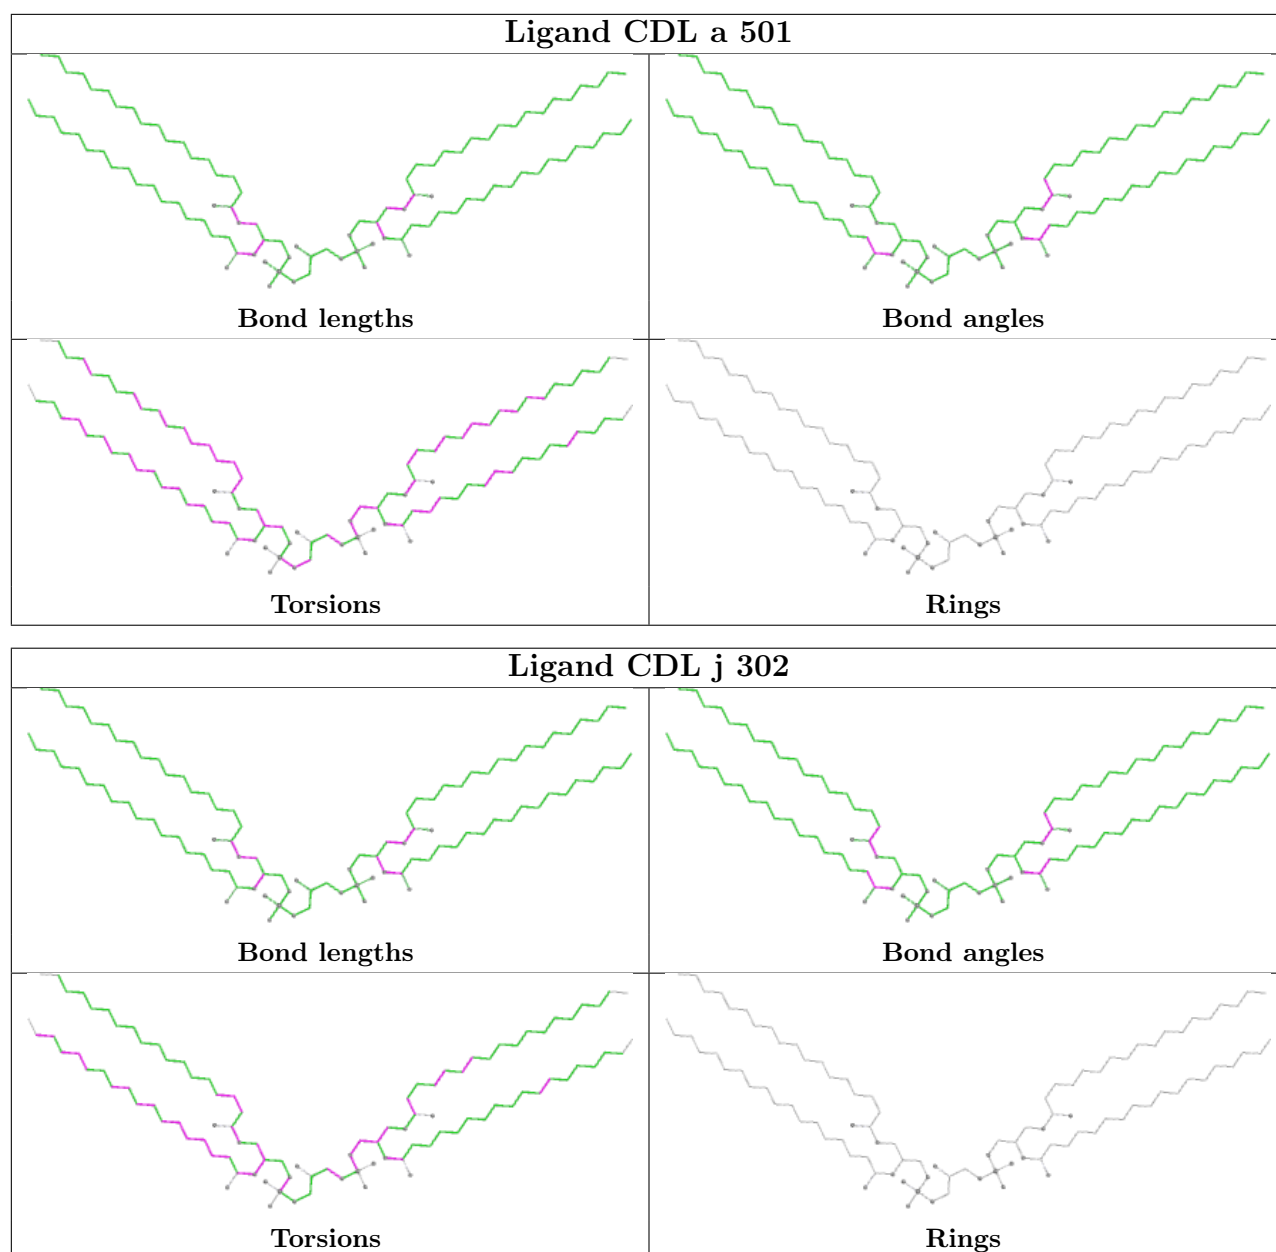 Ligand CDL a 501
Bond lengths
Bond angles
Torsions
Rings
Ligand CDL j 302
Bond lengths
Bond angles
Torsions
Rings